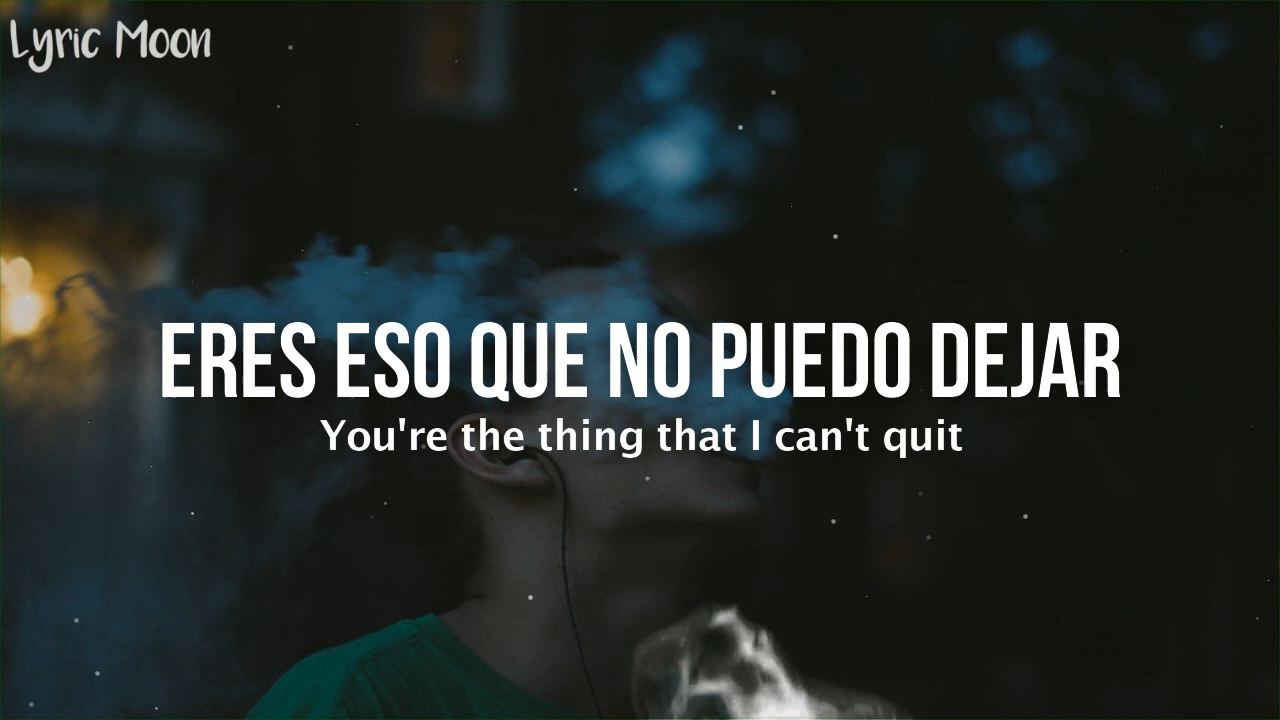 Lyric Moon
ERES ESO QUE NO PUEDO DEJAR
You're the thing that I can't quit